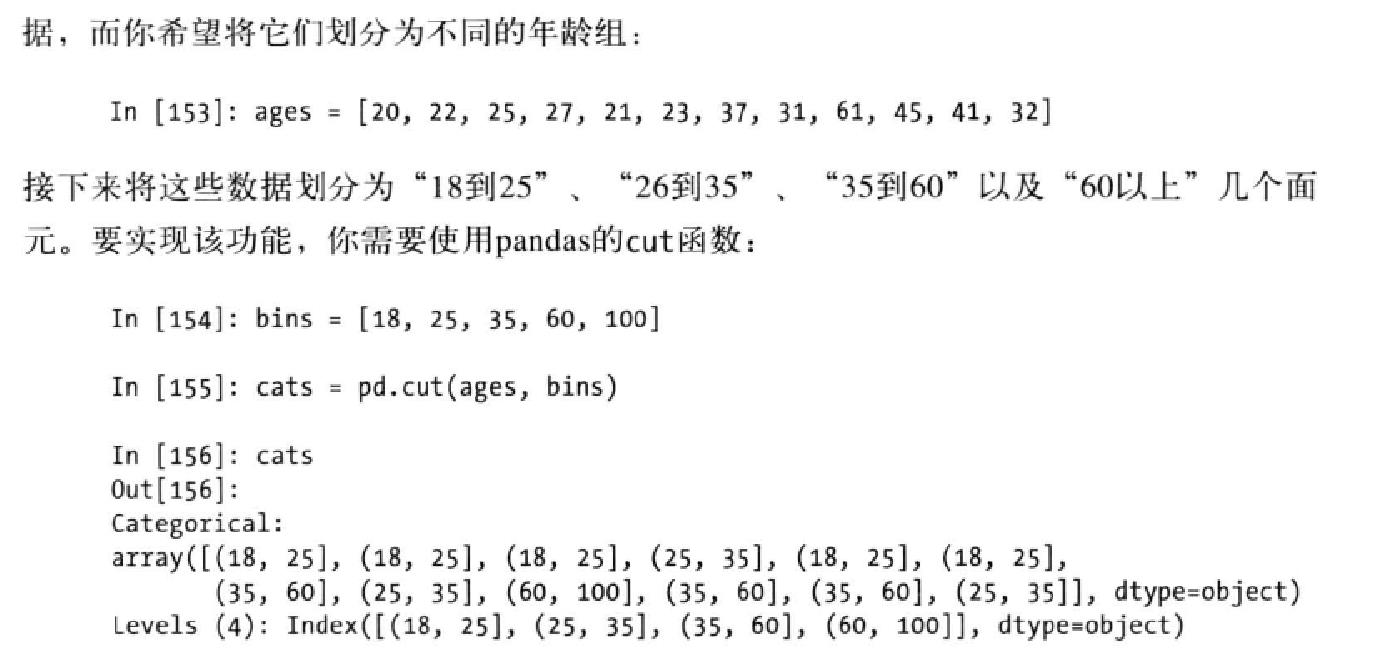 据，而你希望将它们划分为不同的年龄组：
In [153]: ages = [20, 22, 25, 27, 21, 23, 37, 31, 61, 45, 41, 32]
接下来将这些数据划分为“18到25”、“26到35”、“35到60”以及“60以上”几个面
元。要实现该功能，你需要使用pandas的cut函数：
In [154]: bins = [18, 25, 35, 60, 100]
In [155]: cats = pd.cut(ages, bins)
In [156]: cats
Out[156]:
Categorical:
array([(18, 25], (18, 25], (18, 25], (25, 35], (18, 25], (18, 25],
(35, 60], (25, 35], (60, 100], (35, 60], (35, 60], (25, 35]], dtype=object)
Levels (4): Index([(18, 25], (25, 35], (35, 60], (60, 100]], dtype=object)